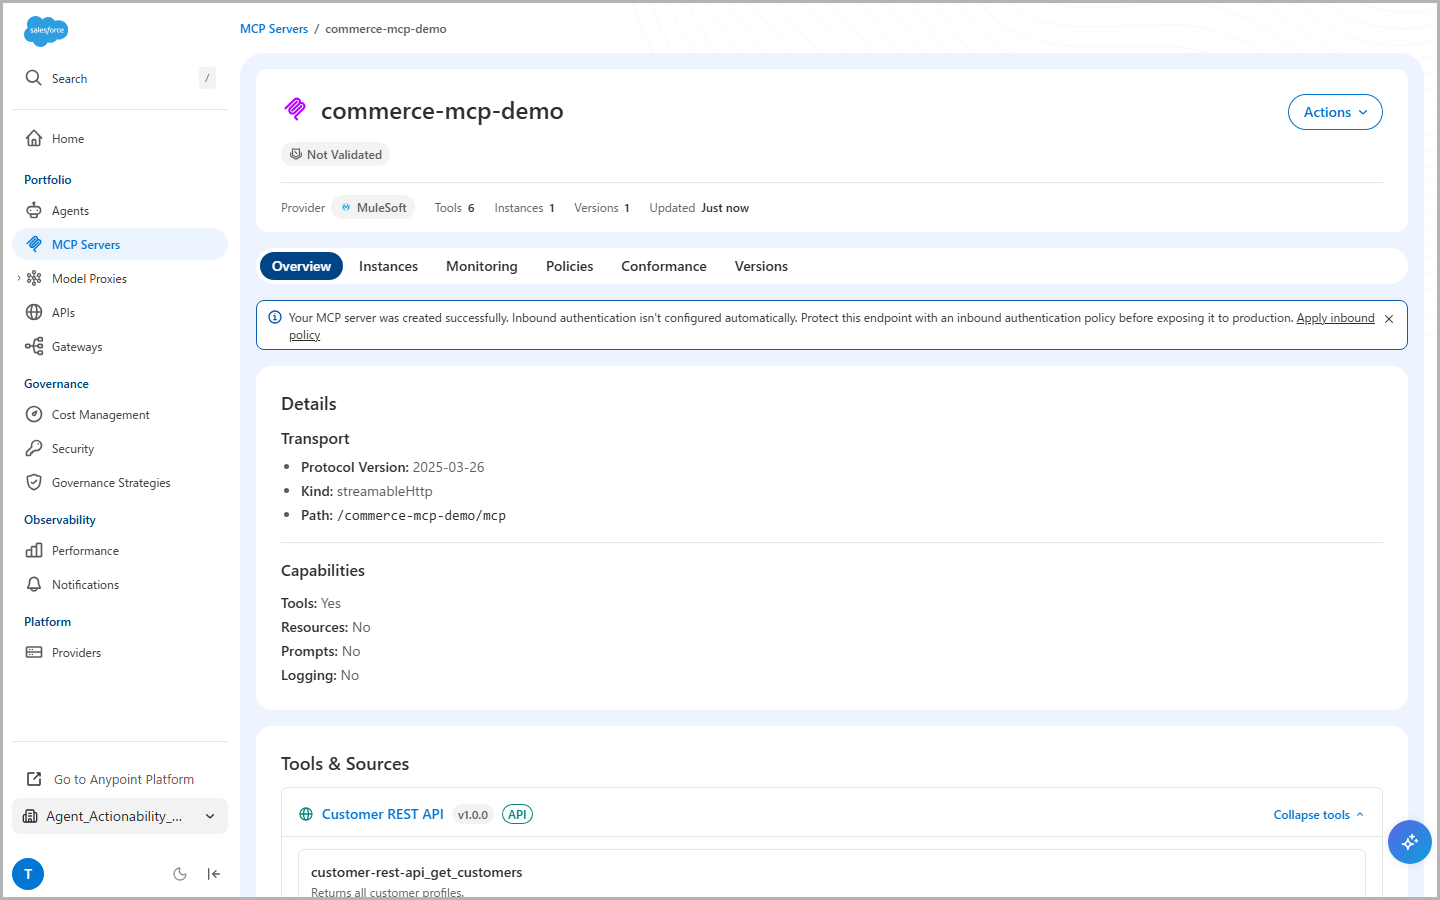 salesforce
MCP Servers / commerce-mcp-demo
Search
/
Home
Portfolio
Agents
MCP Servers
Model Proxies
APIs
Gateways
Governance
Cost Management
Security
Governance Strategies
Observability
Performance
Notifications
Platform
Providers
Go to Anypoint Platform
Agent_Actionability_...
T
commerce-mcp-demo
Actions
Not Validated
Provider MuleSoft Tools 6 Instances 1 Versions 1 Updated Just now
Overview Instances Monitoring Policies Conformance Versions
Your MCP server was created successfully. Inbound authentication isn't configured automatically. Protect this endpoint with an inbound authentication policy before exposing it to production. Apply inbound
policy
Details
Transport
Protocol Version: 2025-03-26
Kind: streamableHttp
Path: /commerce-mcp-demo/mcp
Capabilities
Tools: Yes
Resources: No
Prompts: No
Logging: No
Tools & Sources
Customer REST API v1.0.0 API
Collapse tools
customer-rest-api_get_customers
Returns all customer profiles.